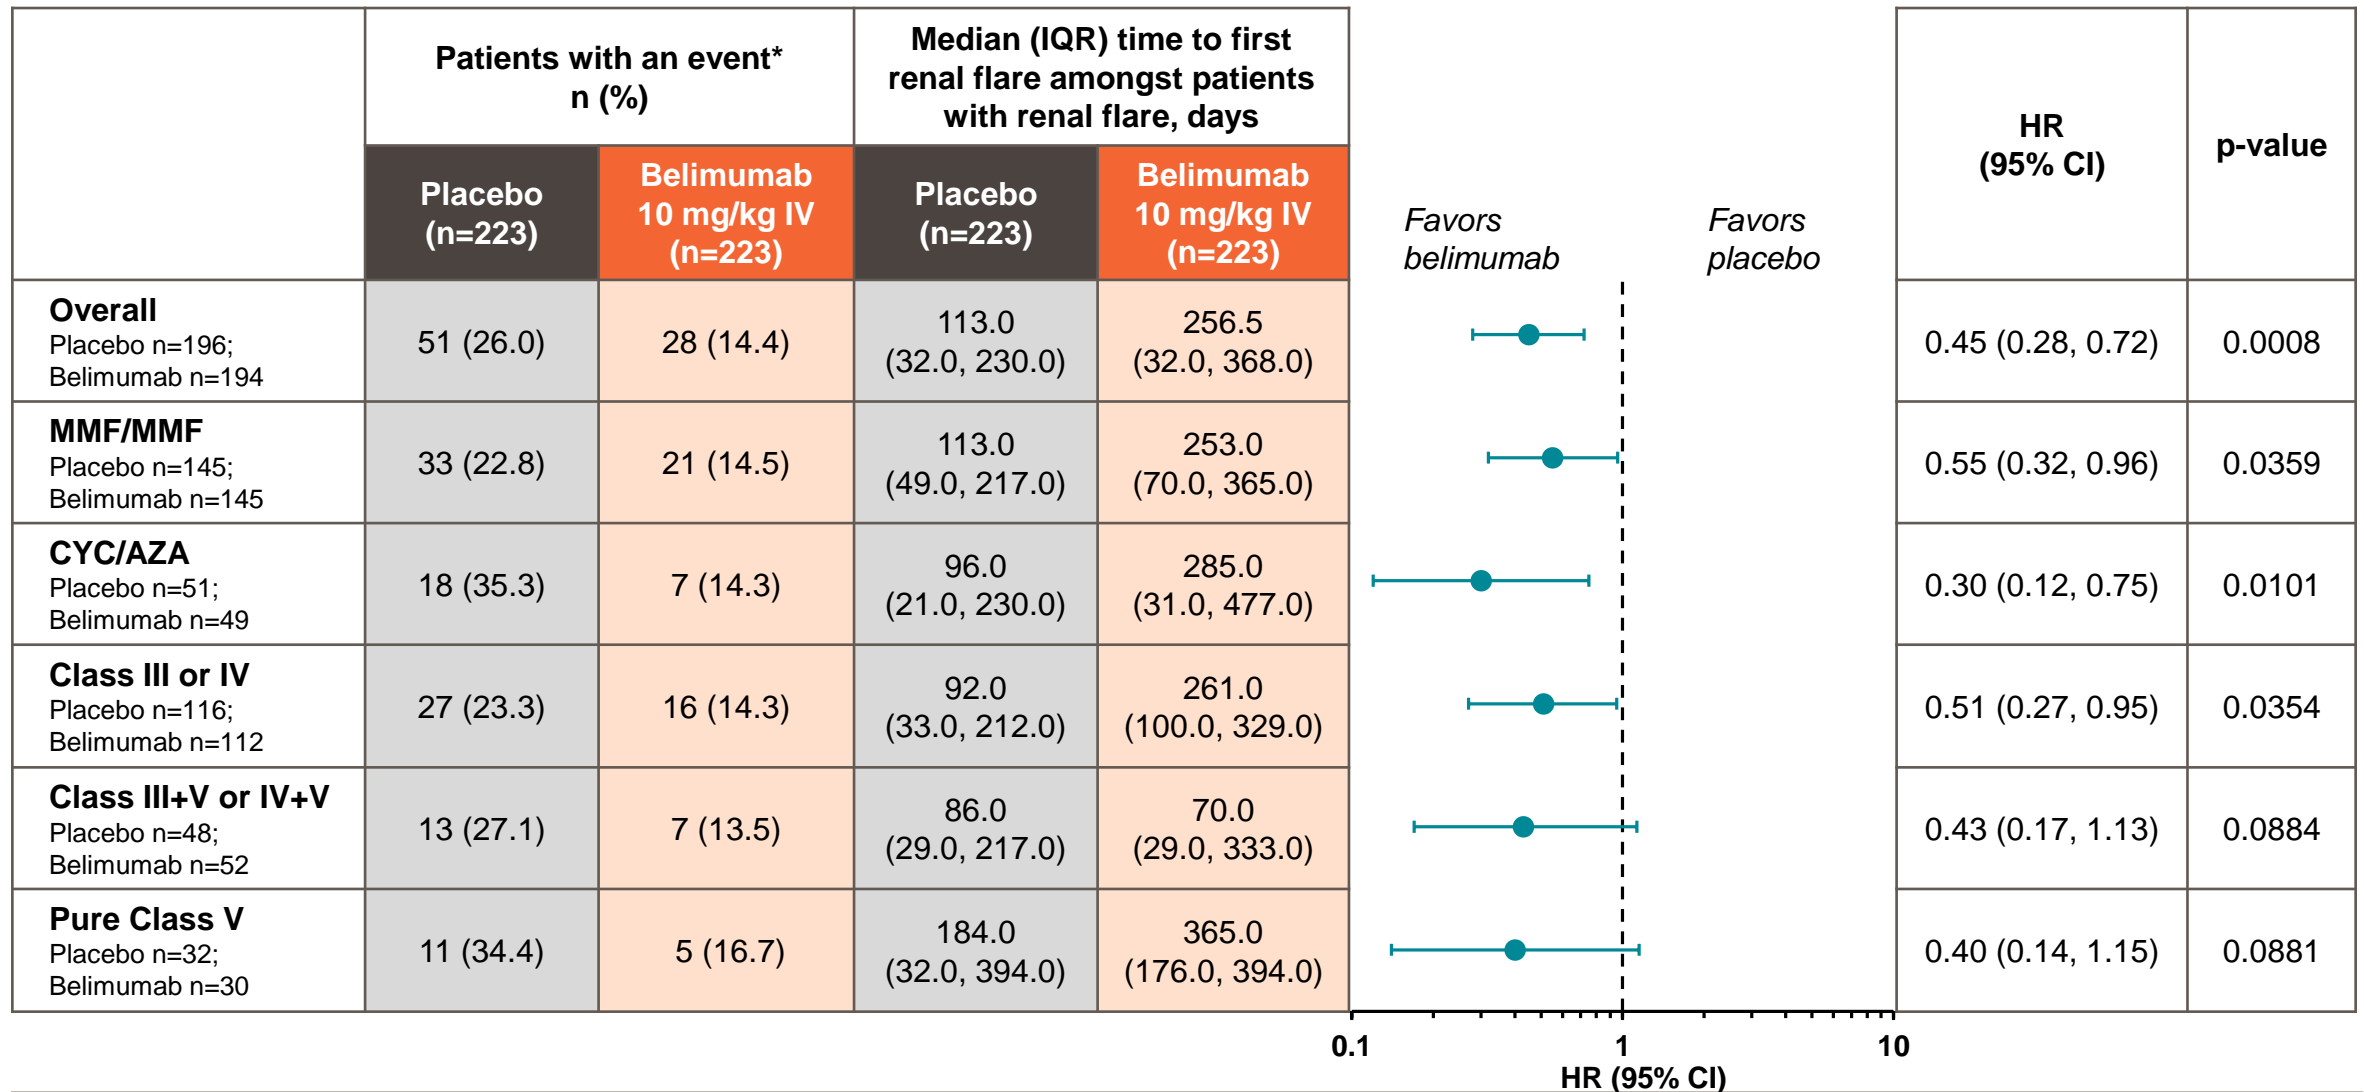 Patients with an event*
n (%)
Median (IQR) time to first
renal flare amongst patients
with renal flare, days
HR
(95% CI)
p-value
Placebo
(n=223)
Belimumab
10 mg/kg IV
(n=223)
Placebo
(n=223)
Belimumab
10 mg/kg IV
(n=223)
Favors
belimumab
Favors
placebo
Overall
Placebo n=196;
Belimumab n=194
51 (26.0)
28 (14.4)
113.0
(32.0, 230.0)
256.5
(32.0, 368.0)
0.45 (0.28, 0.72)
0.0008
MMF/MMF
Placebo n=145;
Belimumab n=145
33 (22.8)
21 (14.5)
113.0
(49.0, 217.0)
253.0
(70.0, 365.0)
0.55 (0.32, 0.96)
0.0359
CYC/AZA
Placebo n=51;
Belimumab n=49
18 (35.3)
7 (14.3)
96.0
(21.0, 230.0)
285.0
(31.0, 477.0)
0.30 (0.12, 0.75)
0.0101
Class III or IV
Placebo n=116;
Belimumab n=112
27 (23.3)
16 (14.3)
92.0
(33.0, 212.0)
261.0
(100.0, 329.0)
0.51 (0.27, 0.95)
0.0354
Class III+V or IV+V
Placebo n=48;
Belimumab n=52
13 (27.1)
7 (13.5)
86.0
(29.0, 217.0)
70.0
(29.0, 333.0)
0.43 (0.17, 1.13)
0.0884
Pure Class V
Placebo n=32;
Belimumab n=30
11 (34.4)
5 (16.7)
184.0
(32.0, 394.0)
365.0
(176.0, 394.0)
0.40 (0.14, 1.15)
0.0881
0.1
1
10
HR (95% CI)